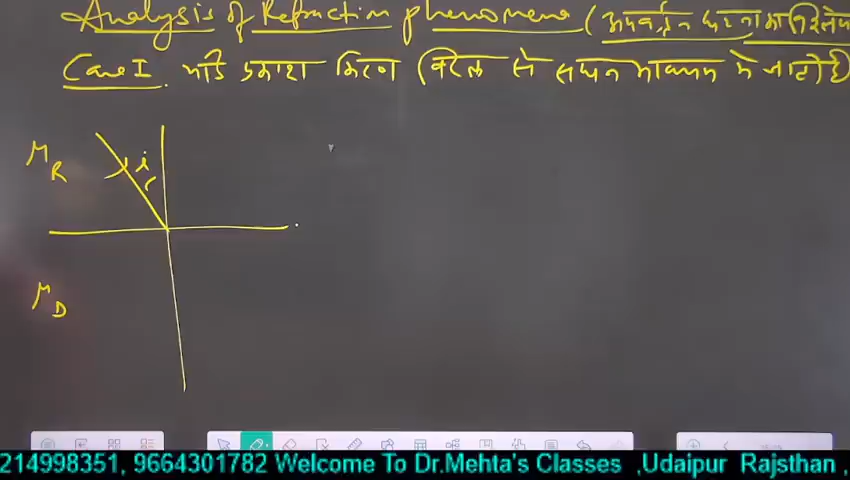 Analysis of Refraction phenomena (अपवर्तन घटना का विश्लेषण
Case I. यदि प्रकाश किरण विरल से सघन माध्यम में जाती है
μR i
μD
214998351, 9664301782 Welcome To Dr.Mehta's Classes ,Udaipur Rajsthan ,